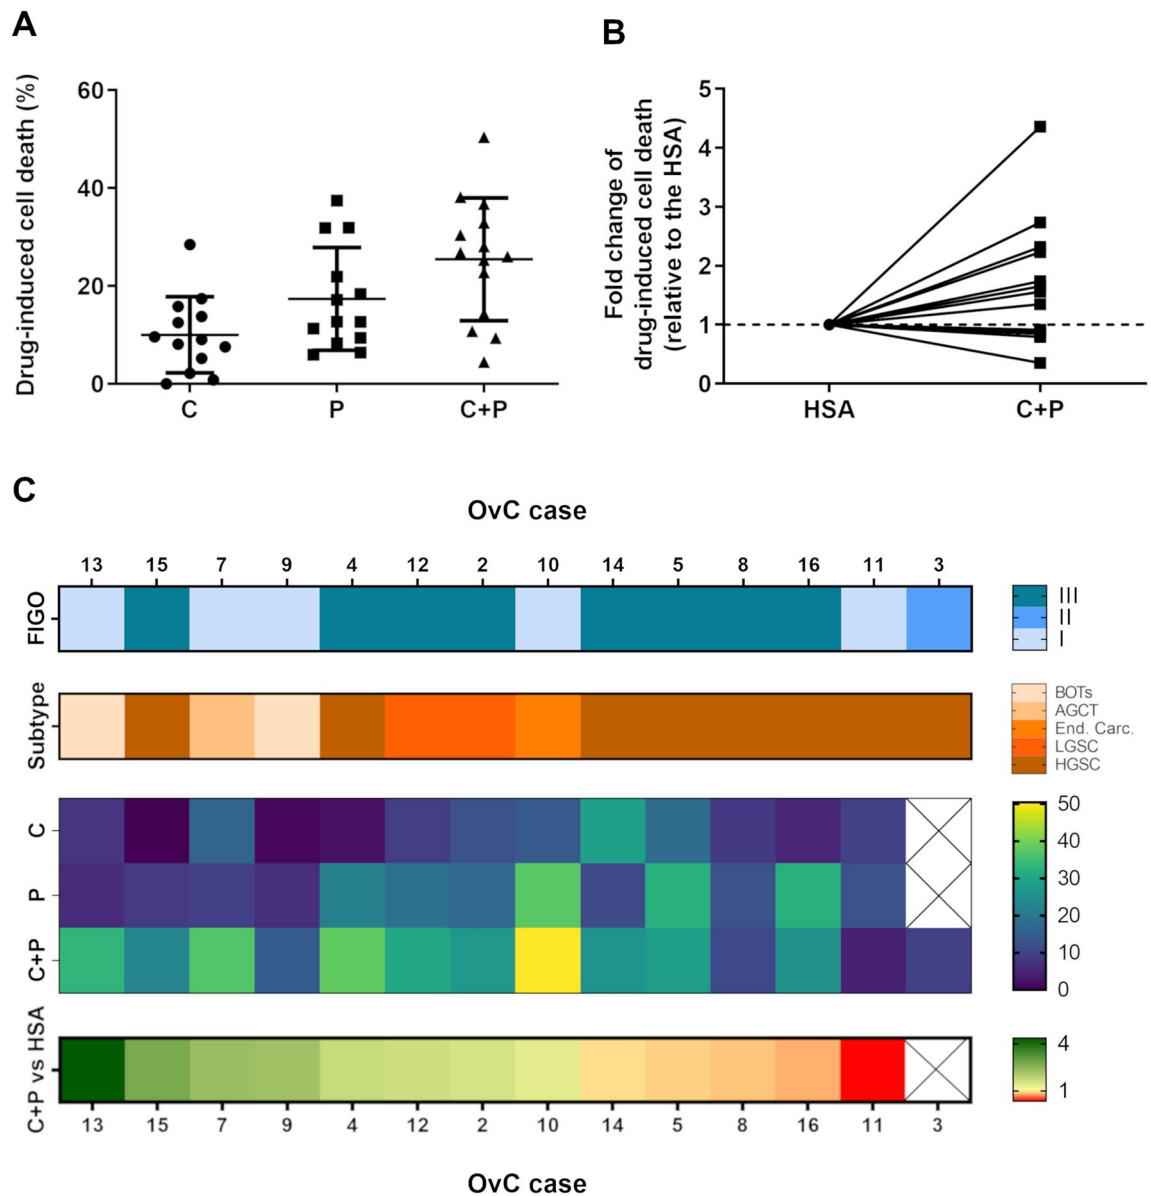 A
Drug-induced cell death (%)
60
40
20
0
C
P
C+P
B
Fold change of
drug-induced cell death
(relative to the HSA)
5
4
3
2
1
0
HSA
C+P
C
OvC case
13 15 7 9 4 12 2 10 14 5 8 16 11 3
FIGO
III
II
I
Subtype
BOTs
AGCT
End. Carc.
LGSC
HGSC
C
P
C+P
50
40
30
20
10
0
C+P vs HSA
4
1
13 15 7 9 4 12 2 10 14 5 8 16 11 3
OvC case